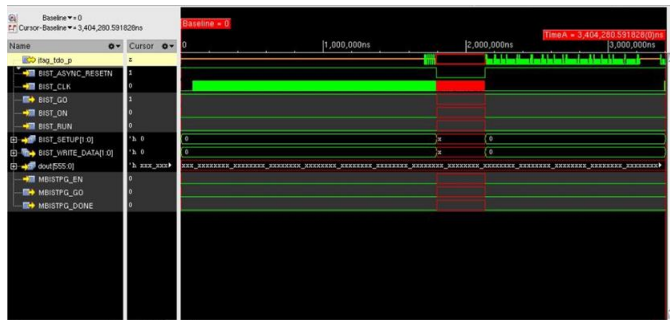 Baseline = 0
Cursor-Baseline = 3,404,280.591828ns
Baseline = 0
TimeA = 3,404,280.591828(0)ns
Name
Cursor
0
1,000,000ns
2,000,000ns
3,000,000ns
jtag_tdo_p
z
BIST_ASYNC_RESETN
1
BIST_CLK
0
BIST_GO
1
BIST_ON
0
BIST_RUN
0
BIST_SETUP[1:0]
'h 0
0
x
0
BIST_WRITE_DATA[1:0]
'h 0
0
x
0
dout[555:0]
'h xxx_xxx
xxx_xxxxxxxx_xxxxxxxx_xxxxxxxx_xxxxxxxx_xxxxxxxx_xxxxxxxx_xxxxxxxx_xxxxxxxx_xxxxxxxx_xxxxxxxx_xxxxxxxx_xxxxxxxx
MBISTPG_EN
0
MBISTPG_GO
0
MBISTPG_DONE
0